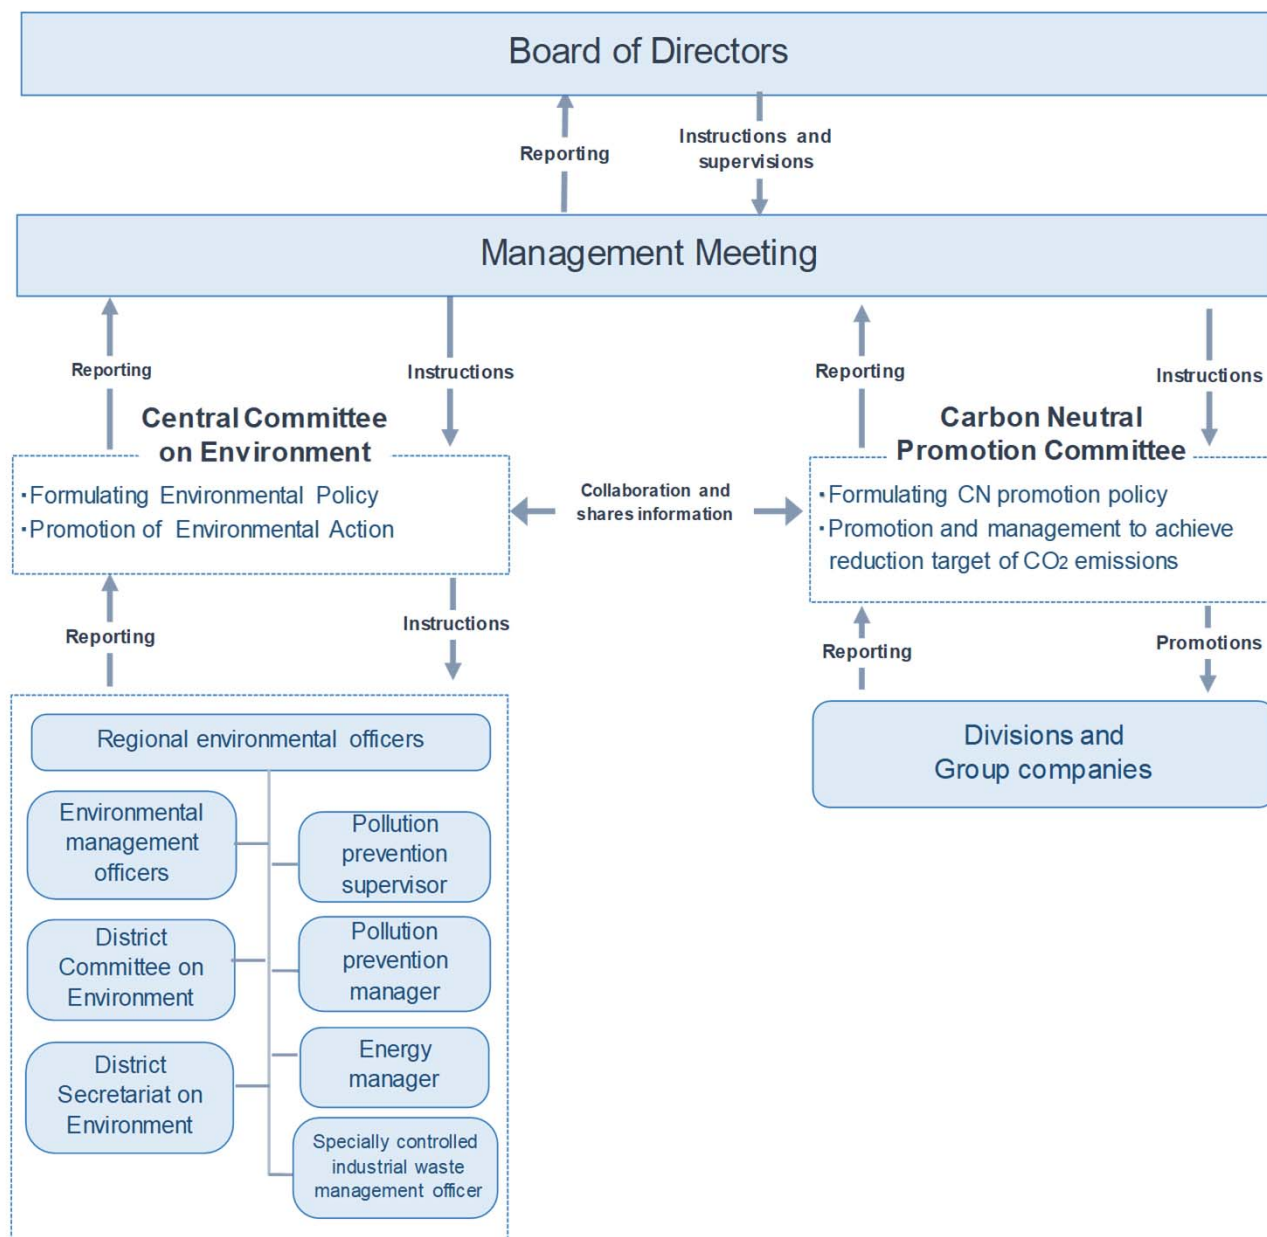 Board of Directors
Reporting
Instructions and
supervisions
Management Meeting
Reporting
Instructions
Reporting
Instructions
Central Committee
on Environment
・Formulating Environmental Policy
・Promotion of Environmental Action
Collaboration and
shares information
Carbon Neutral
Promotion Committee
・Formulating CN promotion policy
・Promotion and management to achieve
reduction target of CO₂ emissions
Reporting
Instructions
Reporting
Promotions
Regional environmental officers
Environmental
management
officers
District
Committee on
Environment
District
Secretariat on
Environment
Pollution
prevention
supervisor
Pollution
prevention
manager
Energy
manager
Specially controlled
industrial waste
management officer
Divisions and
Group companies